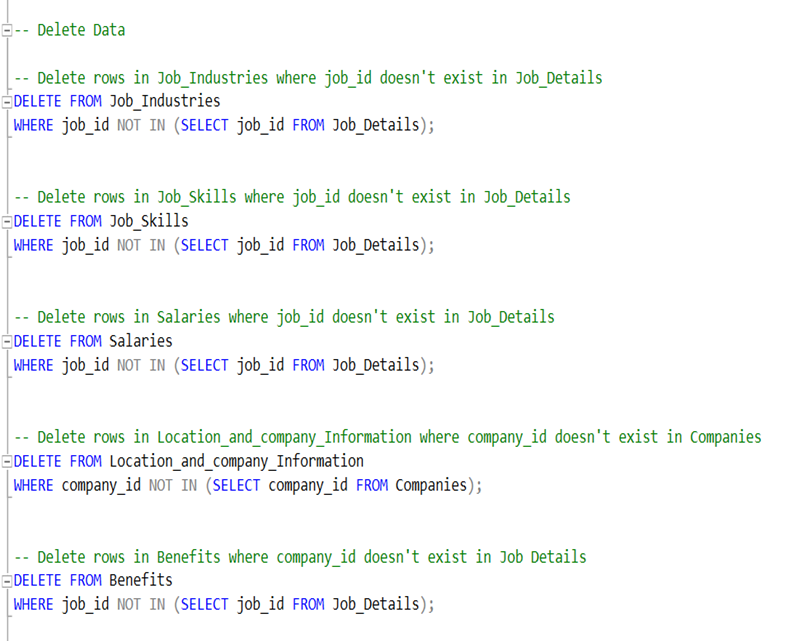 -- Delete Data
-- Delete rows in Job_Industries where job_id doesn't exist in Job_Details
DELETE FROM Job_Industries
WHERE job_id NOT IN (SELECT job_id FROM Job_Details);
-- Delete rows in Job_Skills where job_id doesn't exist in Job_Details
DELETE FROM Job_Skills
WHERE job_id NOT IN (SELECT job_id FROM Job_Details);
-- Delete rows in Salaries where job_id doesn't exist in Job_Details
DELETE FROM Salaries
WHERE job_id NOT IN (SELECT job_id FROM Job_Details);
-- Delete rows in Location_and_company_Information where company_id doesn't exist in Companies
DELETE FROM Location_and_company_Information
WHERE company_id NOT IN (SELECT company_id FROM Companies);
-- Delete rows in Benefits where company_id doesn't exist in Job Details
DELETE FROM Benefits
WHERE job_id NOT IN (SELECT job_id FROM Job_Details);